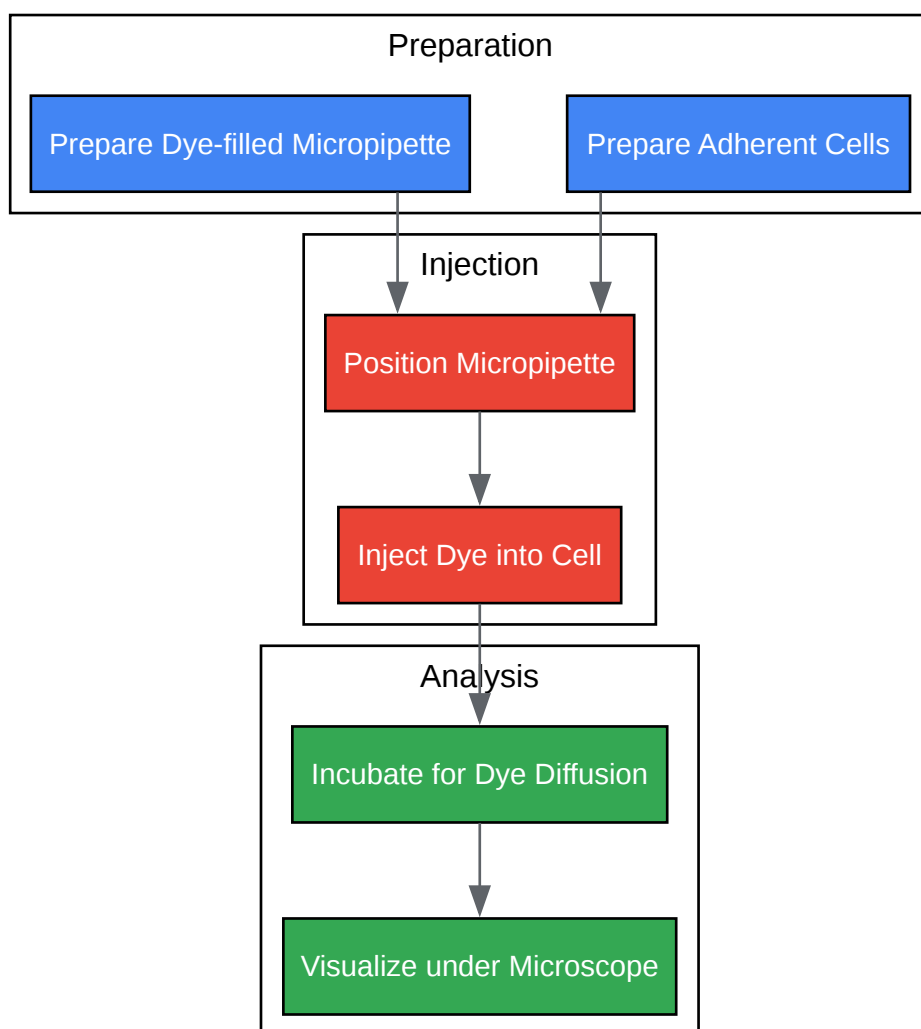 Preparation
Prepare Dye-filled Micropipette
Prepare Adherent Cells
Injection
Position Micropipette
Inject Dye into Cell
Analysis
Incubate for Dye Diffusion
Visualize under Microscope